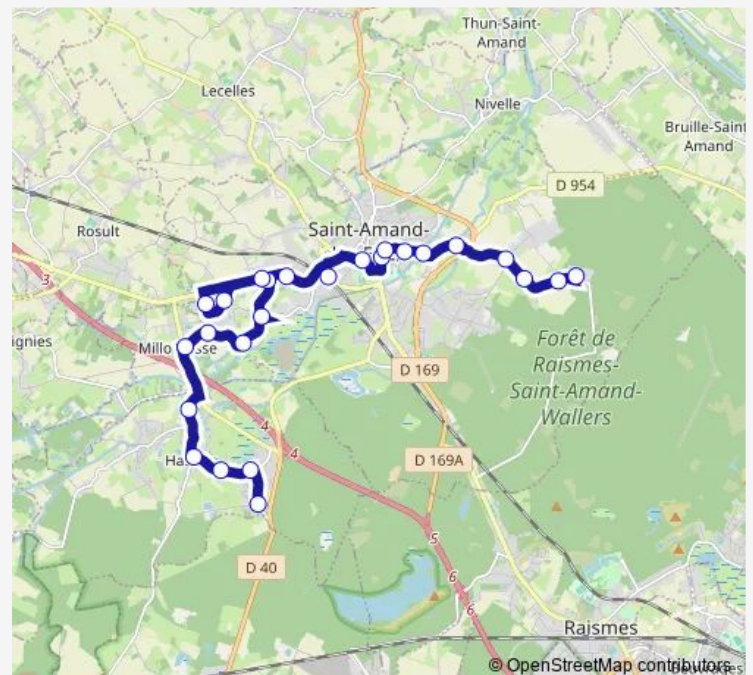 Thun-Saint-
Amand
Lecelles
Nivelle
Bruille-Saint
Amand
D 954
Rosult
Saint-Amand-
3
Forêt de
Raismes-
Saint-Amand-
Wallers
D 169
4
4
D 169A
5
D 40
6
6
Raismes
© OpenStreetMap contributors